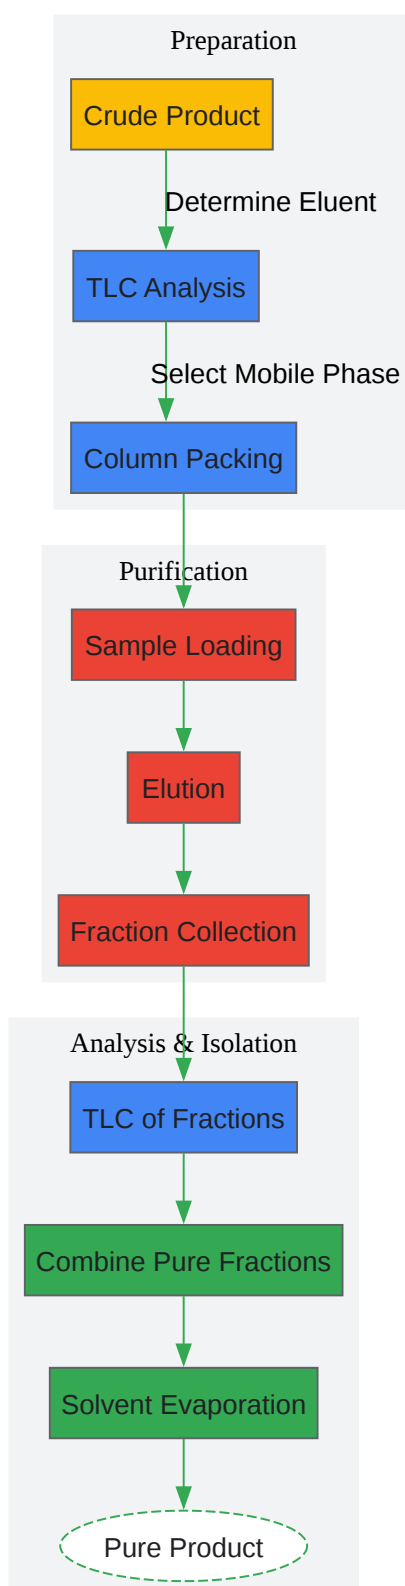 Preparation
Crude Product
Determine Eluent
TLC Analysis
Select Mobile Phase
Column Packing
Purification
Sample Loading
Elution
Fraction Collection
Analysis & Isolation
TLC of Fractions
Combine Pure Fractions
Solvent Evaporation
Pure Product